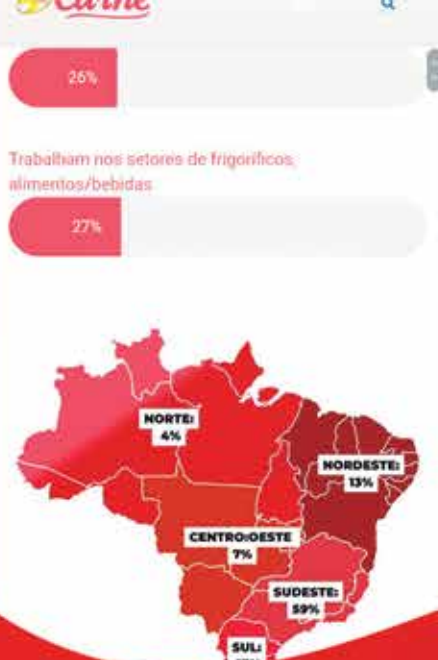 Carne
26%
Trabalham nos setores de frigoríficos,
alimentos/bebidas
27%
NORTE:
4%
NORDESTE:
13%
CENTRO:OESTE
7%
SUDESTE:
59%
SUL: